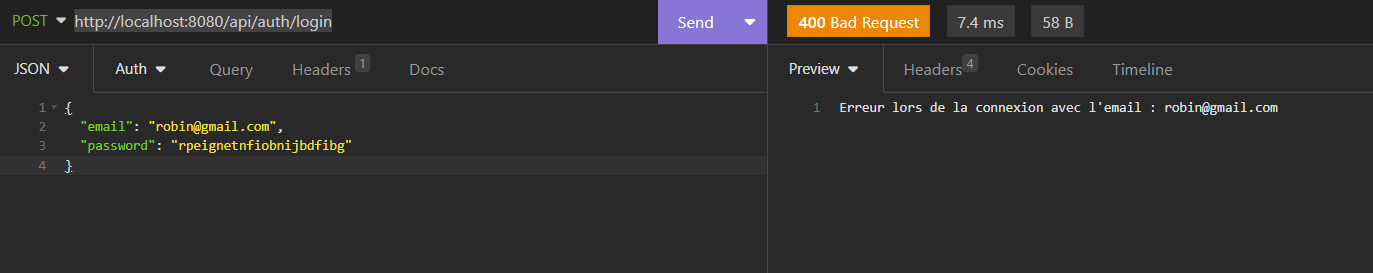 POST http://localhost:8080/api/auth/login Send 400 Bad Request 7.4 ms 58 B
JSON Auth Query Headers 1 Docs Preview Headers 4 Cookies Timeline
1 {
2 "email": "robin@gmail.com",
3 "password": "rpeignetnfiobnijbdfibg"
4 }
1 Erreur lors de la connexion avec l'email : robin@gmail.com